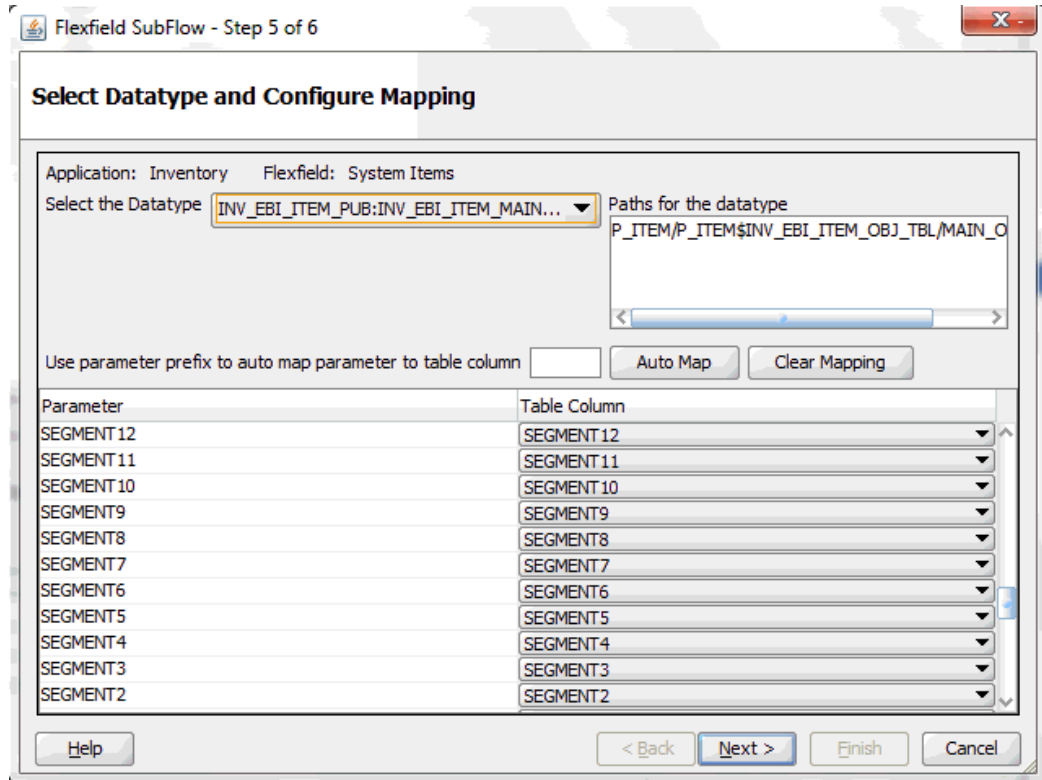 Flexfield SubFlow - Step 5 of 6
Select Datatype and Configure Mapping
Application: Inventory Flexfield: System Items
Select the Datatype INV_EBI_ITEM_PUB:INV_EBI_ITEM_MAIN... Paths for the datatype
P_ITEM/P_ITEM$INV_EBI_ITEM_OBJ_TBL/MAIN_O
Use parameter prefix to auto map parameter to table column Auto Map Clear Mapping
Parameter Table Column
SEGMENT12 SEGMENT12
SEGMENT11 SEGMENT11
SEGMENT10 SEGMENT10
SEGMENT9 SEGMENT9
SEGMENT8 SEGMENT8
SEGMENT7 SEGMENT7
SEGMENT6 SEGMENT6
SEGMENT5 SEGMENT5
SEGMENT4 SEGMENT4
SEGMENT3 SEGMENT3
SEGMENT2 SEGMENT2
Help < Back Next > Finish Cancel